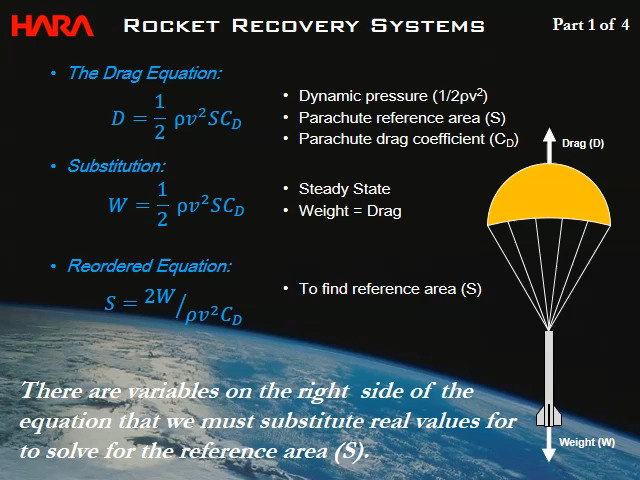 HARA
ROCKET RECOVERY SYSTEMS
Part 1 of 4
• The Drag Equation:
D = 1/2 ρv²SC_D
• Dynamic pressure (1/2ρv²)
• Parachute reference area (S)
• Parachute drag coefficient (C_D)
Drag (D)
• Substitution:
W = 1/2 ρv²SC_D
• Steady State
• Weight = Drag
• Reordered Equation:
S = 2W/ρv²C_D
• To find reference area (S)
There are variables on the right side of the
equation that we must substitute real values for
to solve for the reference area (S).
Weight (W)